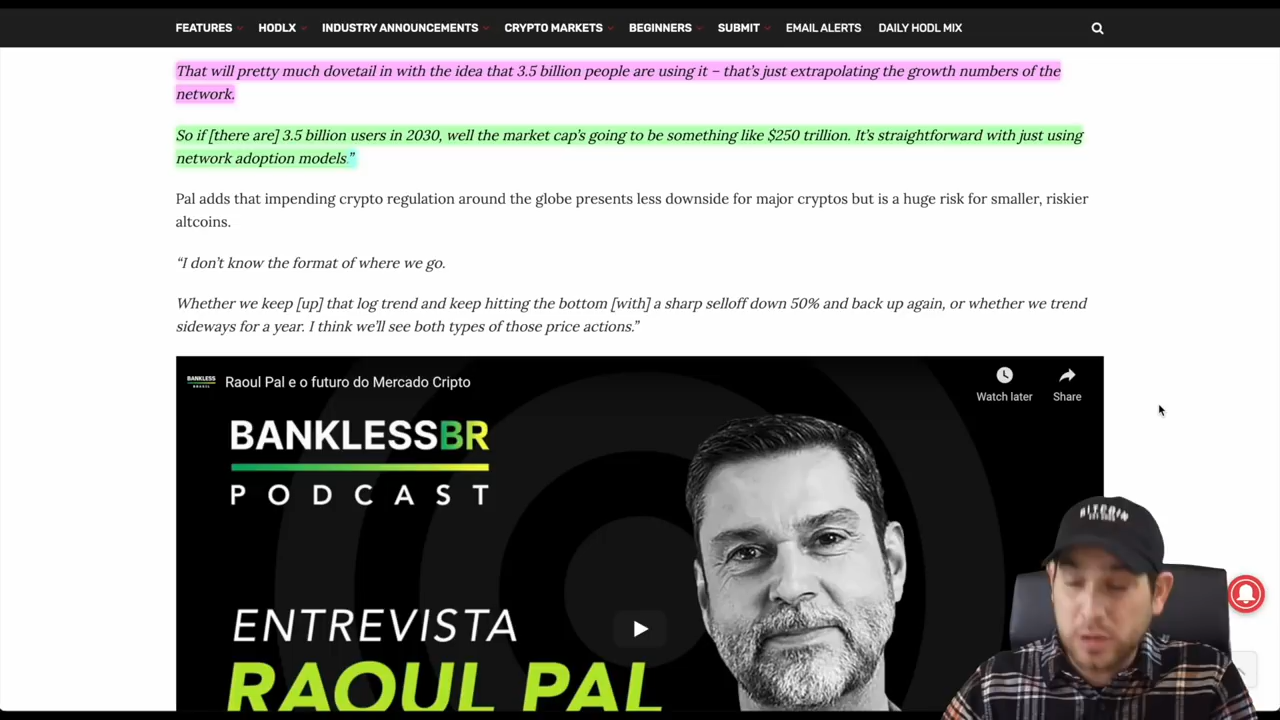 FEATURES HODLX INDUSTRY ANNOUNCEMENTS CRYPTO MARKETS BEGINNERS SUBMIT EMAIL ALERTS DAILY HODL MIX
That will pretty much dovetail in with the idea that 3.5 billion people are using it – that’s just extrapolating the growth numbers of the
network.
So if [there are] 3.5 billion users in 2030, well the market cap’s going to be something like $250 trillion. It’s straightforward with just using
network adoption models.”
Pal adds that impending crypto regulation around the globe presents less downside for major cryptos but is a huge risk for smaller, riskier
altcoins.
“I don’t know the format of where we go.
Whether we keep [up] that log trend and keep hitting the bottom [with] a sharp selloff down 50% and back up again, or whether we trend
sideways for a year. I think we’ll see both types of those price actions.”
BANKLESS
BRASIL
Raoul Pal e o futuro do Mercado Cripto
Watch later
Share
BANKLESSBR
PODCAST
ENTREVISTA
RAOUL PAL
BITCOIN